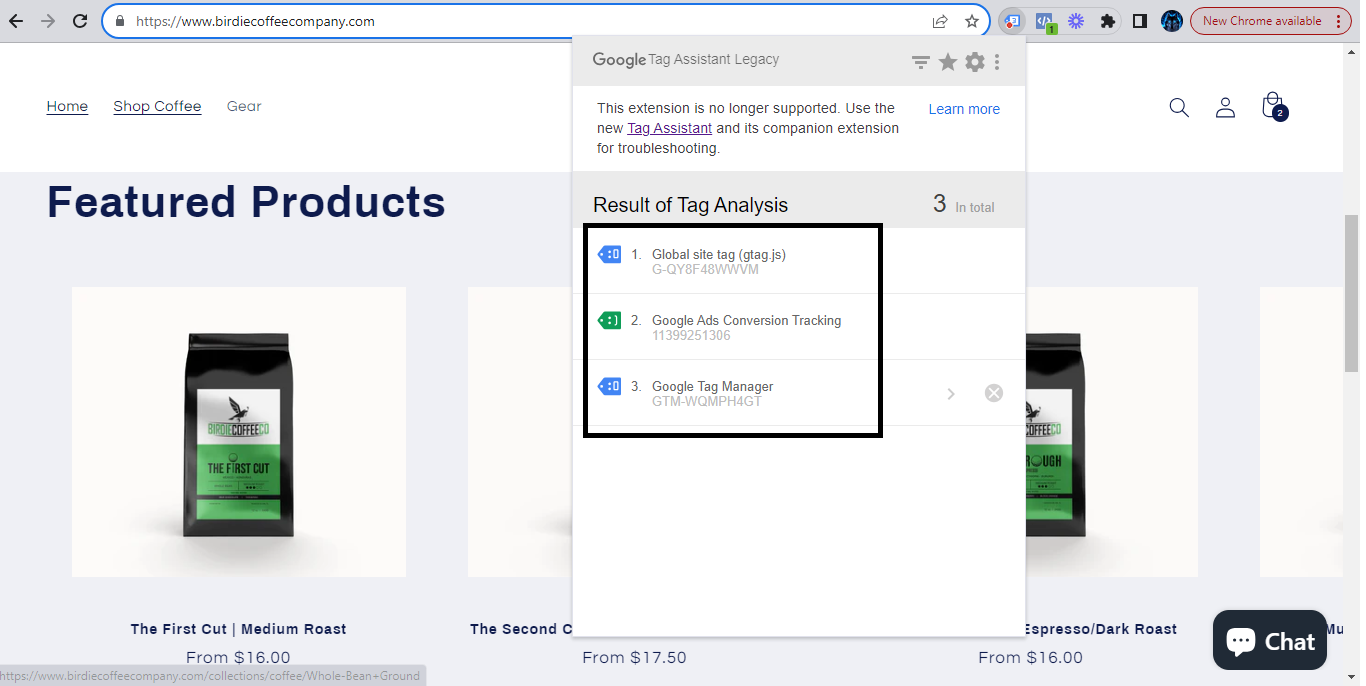 https://www.birdiecoffeecompany.com
1
New Chrome available
Google Tag Assistant Legacy
This extension is no longer supported. Use the
new Tag Assistant and its companion extension
for troubleshooting.
Learn more
Home
Shop Coffee
Gear
2
Featured Products
Result of Tag Analysis
3 In total
1. Global site tag (gtag.js)
G-QY8F48WWVM
2. Google Ads Conversion Tracking
11399251306
3. Google Tag Manager
GTM-WQMPH4GT
BIRDIECOFFEECO
THE FIRST CUT
FEECO
ROUGH
The First Cut | Medium Roast
From $16.00
The Second C
From $17.50
Espresso/Dark Roast
From $16.00
Mu
Chat
https://www.birdiecoffeecompany.com/collections/coffee/Whole-Bean+Ground